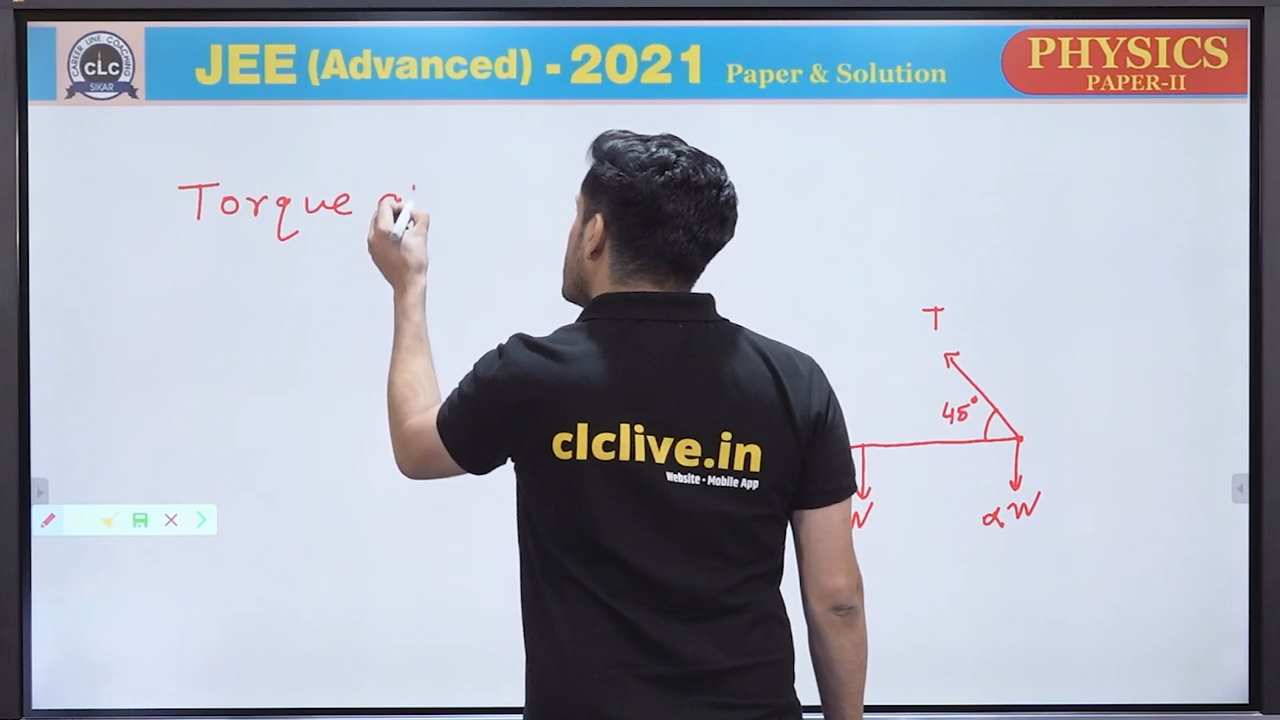 CAREER LINE COACHING
CLC
SIKAR
JEE (Advanced) - 2021 Paper & Solution
PHYSICS
PAPER-II
Torque
T
45°
W
αW
clclive.in
Website - Mobile App